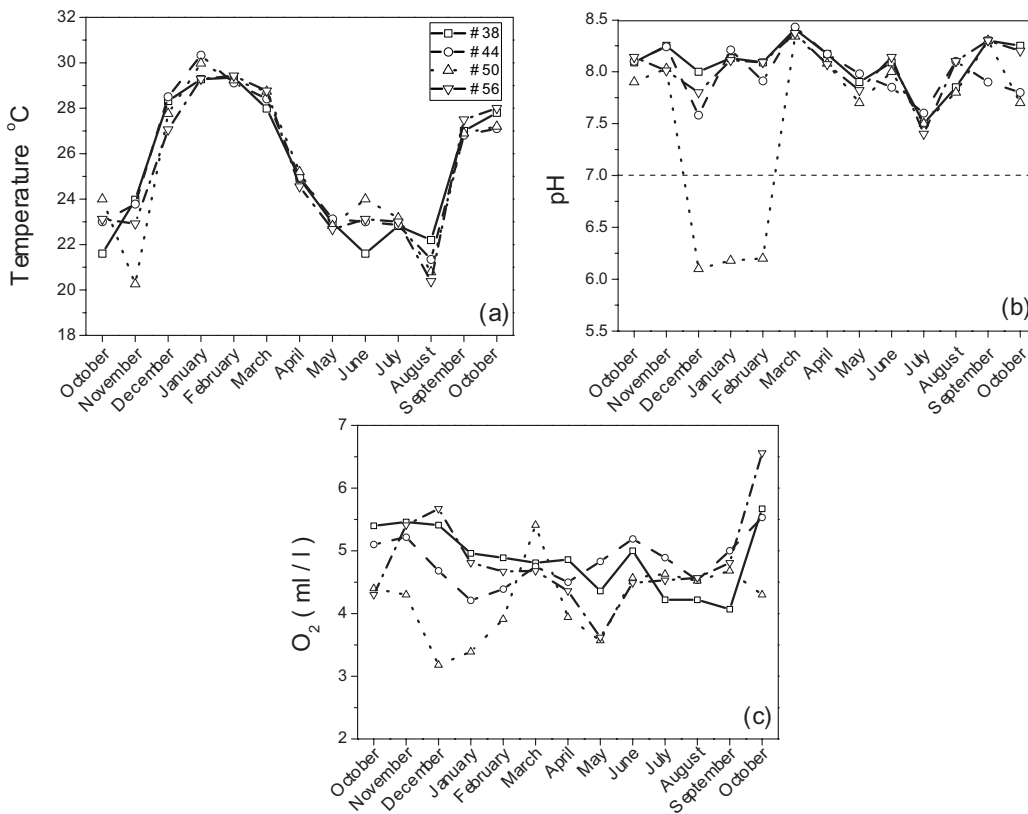 32
30
28
26
24
22
20
18
Temperature °C
#38
#44
#50
#56
(a)
October
November
December
January
February
March
April
May
June
July
August
September
October
8.5
8.0
7.5
7.0
6.5
6.0
5.5
pH
(b)
October
November
December
January
February
March
April
May
June
July
August
September
October
7
6
5
4
3
2
O2 ( ml / l )
(c)
October
November
December
January
February
March
April
May
June
July
August
September
October